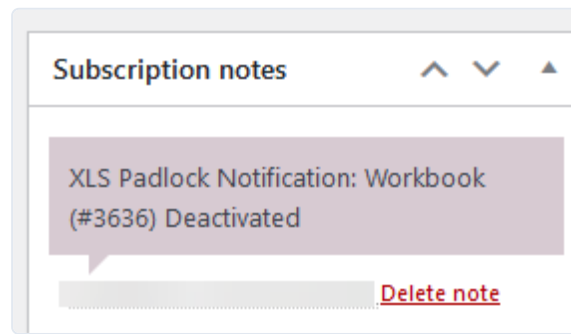 Subscription notes
XLS Padlock Notification: Workbook
(#3636) Deactivated
Delete note